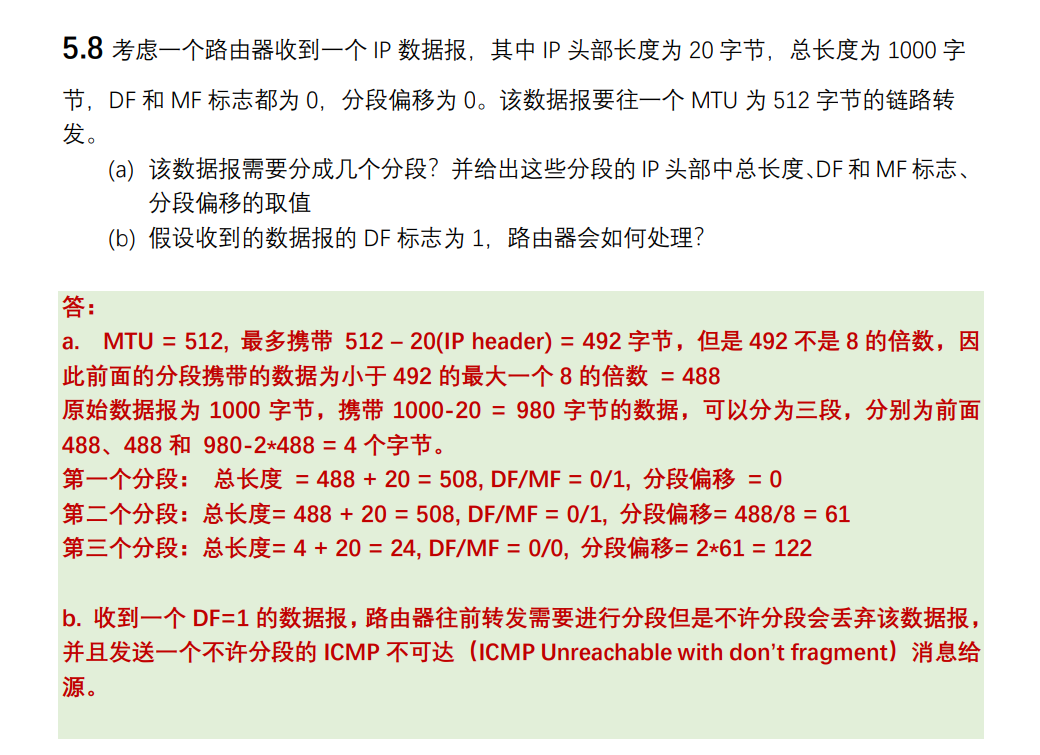 5.8 考虑一个路由器收到一个 IP 数据报，其中 IP 头部长度为 20 字节，总长度为 1000 字
节，DF 和 MF 标志都为 0，分段偏移为 0。该数据报要往一个 MTU 为 512 字节的链路转
发。
(a) 该数据报需要分成几个分段？并给出这些分段的 IP 头部中总长度、DF 和 MF 标志、
分段偏移的取值
(b) 假设收到的数据报的 DF 标志为 1，路由器会如何处理？
答：
a. MTU = 512, 最多携带 512 – 20(IP header) = 492 字节，但是 492 不是 8 的倍数，因
此前面的分段携带的数据为小于 492 的最大一个 8 的倍数 = 488
原始数据报为 1000 字节，携带 1000-20 = 980 字节的数据，可以分为三段，分别为前面
488、488 和 980-2*488 = 4 个字节。
第一个分段： 总长度 = 488 + 20 = 508, DF/MF = 0/1, 分段偏移 = 0
第二个分段：总长度= 488 + 20 = 508, DF/MF = 0/1, 分段偏移= 488/8 = 61
第三个分段：总长度= 4 + 20 = 24, DF/MF = 0/0, 分段偏移= 2*61 = 122
b. 收到一个 DF=1 的数据报，路由器往前转发需要进行分段但是不许分段会丢弃该数据报，
并且发送一个不许分段的 ICMP 不可达（ICMP Unreachable with don’t fragment）消息给
源。